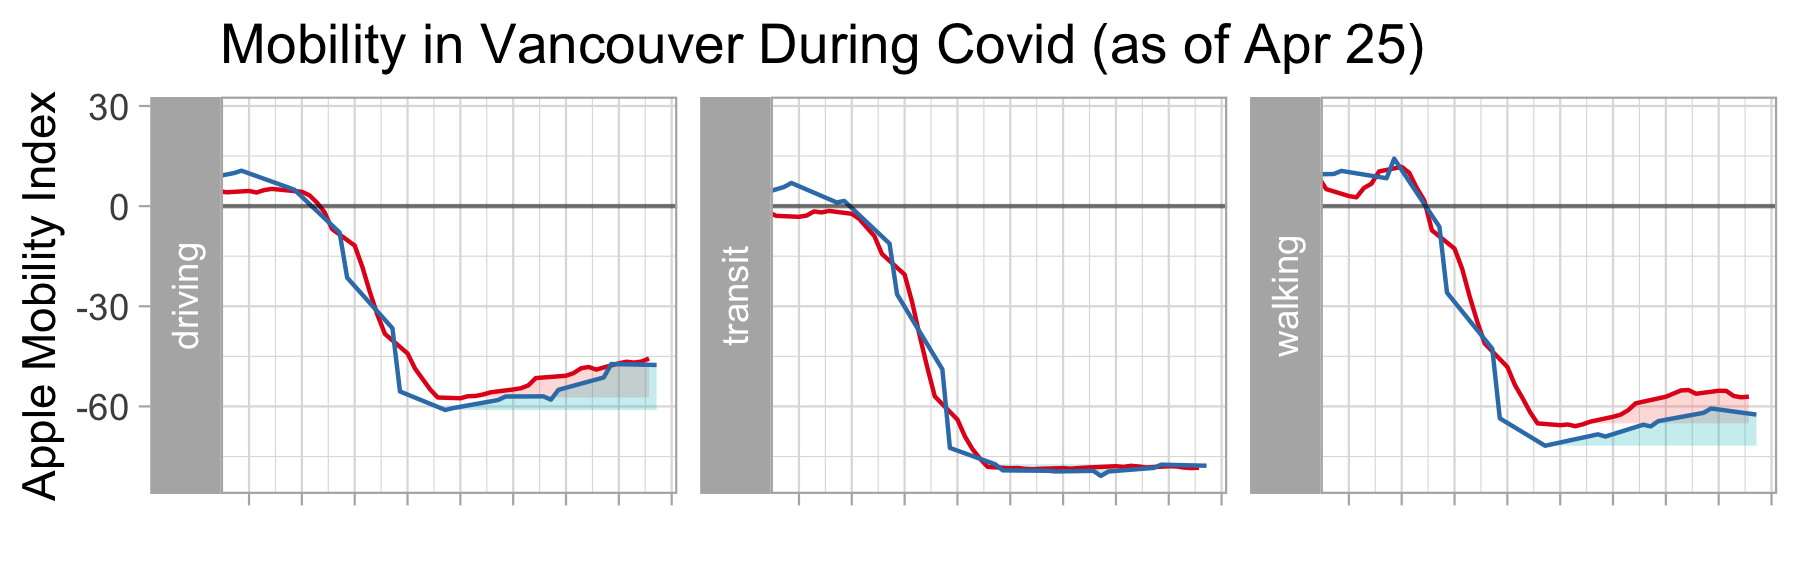 Mobility in Vancouver During Covid (as of Apr 25)
Apple Mobility Index
30
0
-30
-60
driving
transit
walking